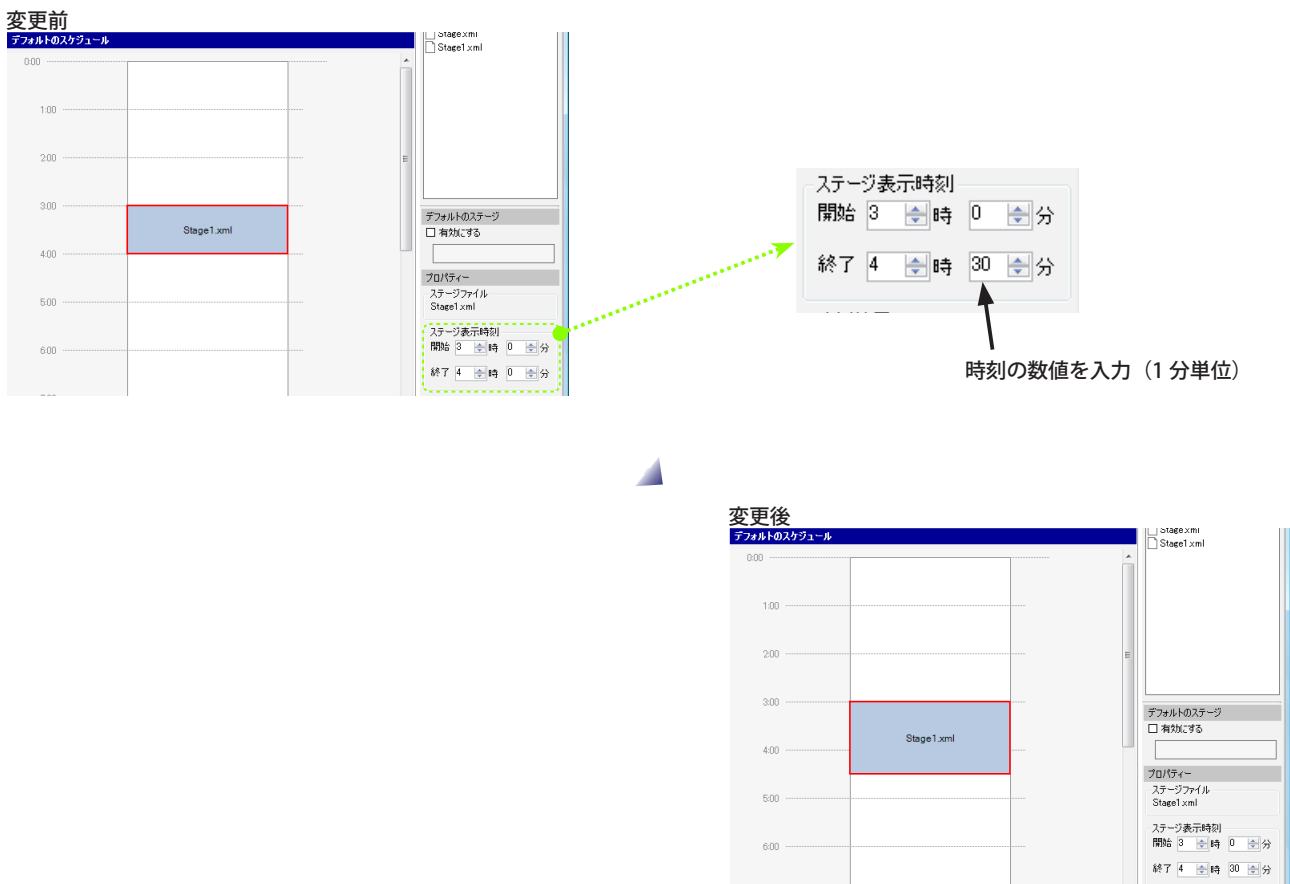 変更前
デフォルトのスケジュール
0:00
1:00
2:00
3:00
4:00
5:00
6:00
Stage1.xml
Stage.xml
Stage1.xml
デフォルトのステージ
有効にする
プロパティー
ステージファイル
Stage1.xml
ステージ表示時刻
開始 3 時 0 分
終了 4 時 0 分
ステージ表示時刻
開始 3 時 0 分
終了 4 時 30 分
時刻の数値を入力（1 分単位）
変更後
デフォルトのスケジュール
0:00
1:00
2:00
3:00
4:00
5:00
6:00
Stage1.xml
Stage.xml
Stage1.xml
デフォルトのステージ
有効にする
プロパティー
ステージファイル
Stage1.xml
ステージ表示時刻
開始 3 時 0 分
終了 4 時 30 分